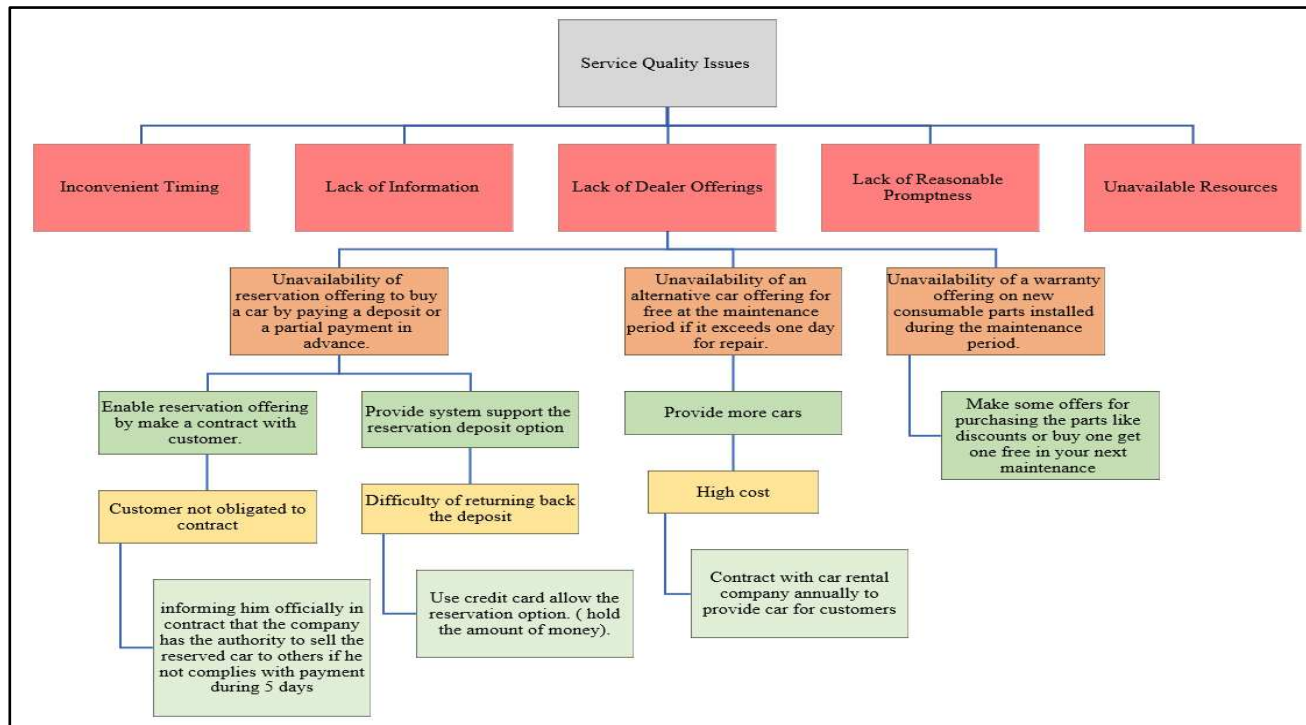 Service Quality Issues
Inconvenient Timing
Lack of Information
Lack of Dealer Offerings
Lack of Reasonable
Promptness
Unavailable Resources
Unavailability of
reservation offering to buy
a car by paying a deposit or
a partial payment in
advance.
Unavailability of an
alternative car offering for
free at the maintenance
period if it exceeds one day
for repair.
Unavailability of a warranty
offering on new
consumable parts installed
during the maintenance
period.
Enable reservation offering
by make a contract with
customer.
Provide system support the
reservation deposit option
Provide more cars
Make some offers for
purchasing the parts like
discounts or buy one get
one free in your next
maintenance
Customer not obligated to
contract
Difficulty of returning back
the deposit
High cost
informing him officially in
contract that the company
has the authority to sell the
reserved car to others if he
not complies with payment
during 5 days
Use credit card allow the
reservation option. ( hold
the amount of money).
Contract with car rental
company annually to
provide car for customers